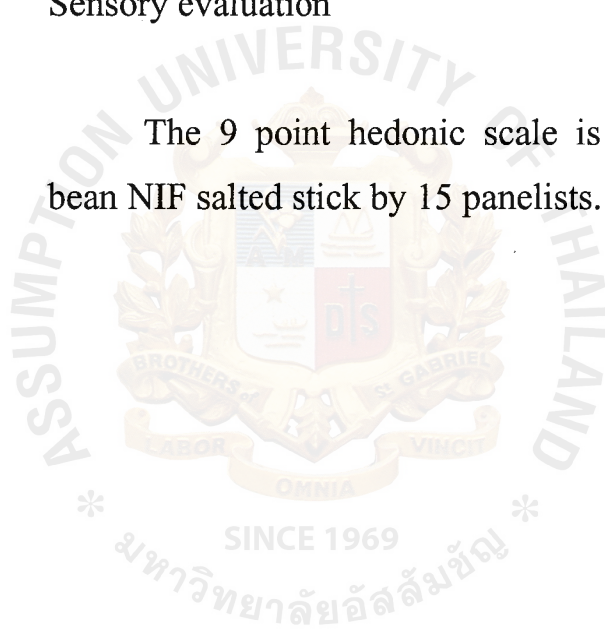 Sensory evaluation
The 9 point hedonic scale is
bean NIF salted stick by 15 panelists.
ASSUMPTION UNIVERSITY OF THAILAND
A M
D S
BROTHERS of St GABRIEL
LABOR
OMNIA
VINCIT
SINCE 1969
มหาวิทยาลัยอัสสัมชัญ